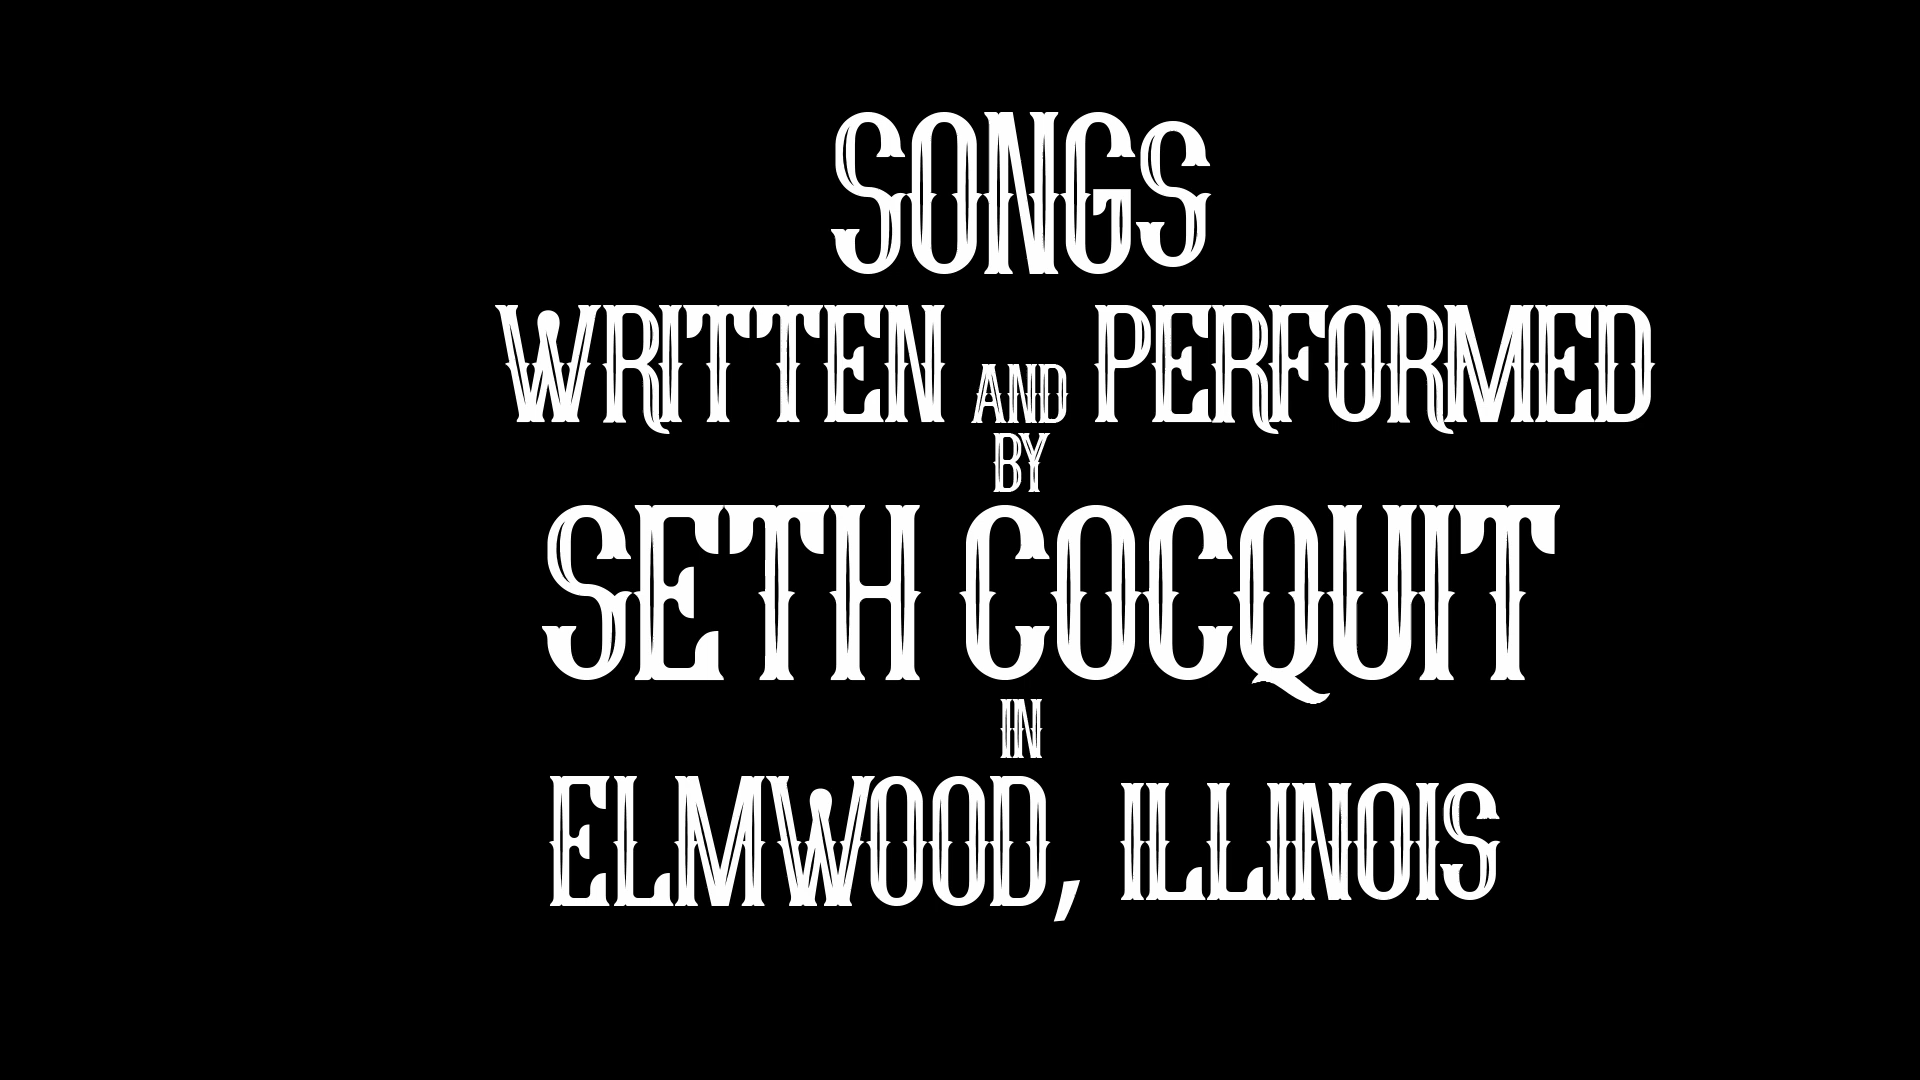 SONGS
WRITTEN AND PERFORMED
BY
SETH COCQUIT
IN
ELMWOOD, ILLINOIS